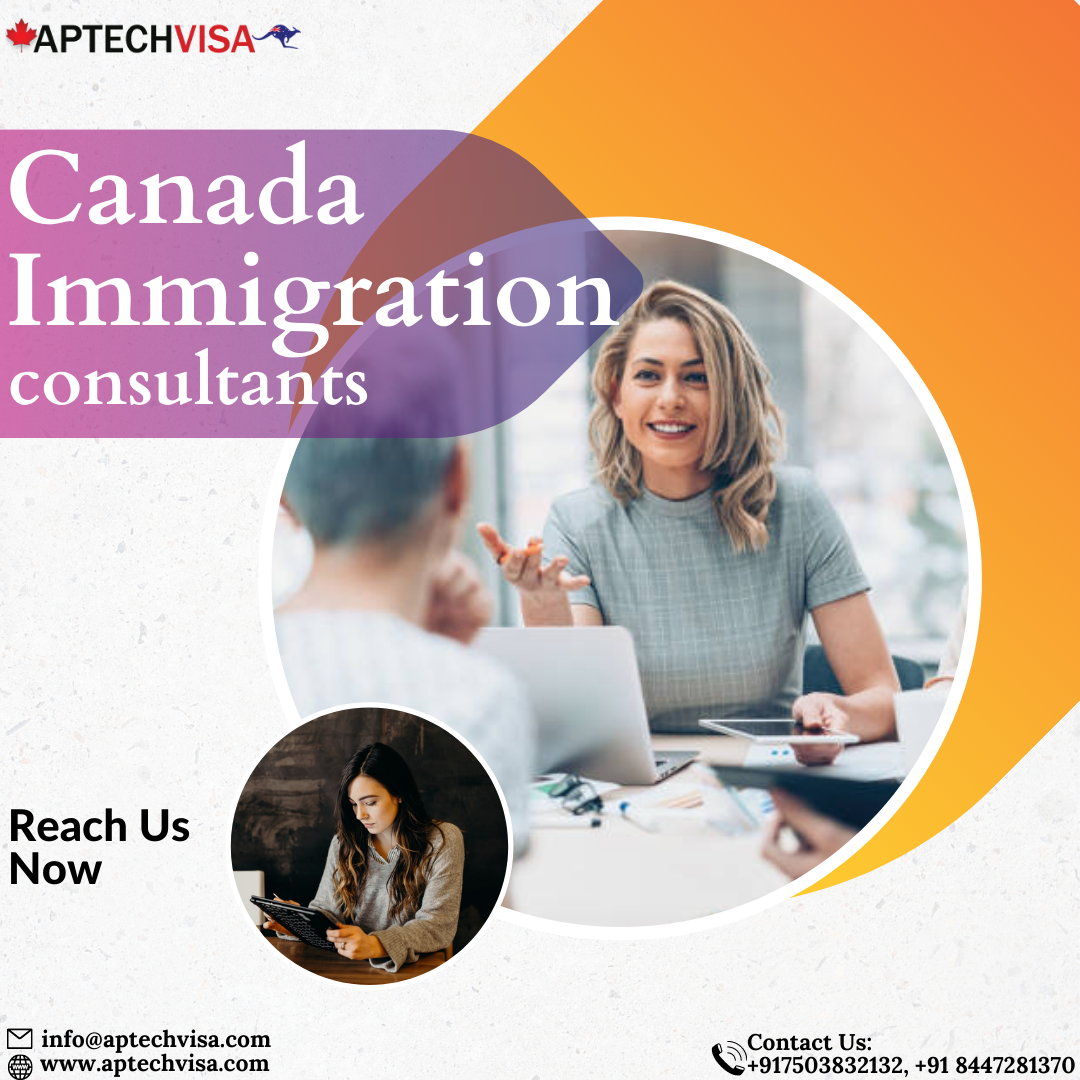 APTECHVISA
Canada
Immigration
consultants
Reach Us
Now
info@aptechvisa.com
www.aptechvisa.com
Contact Us:
+917503832132, +91 8447281370